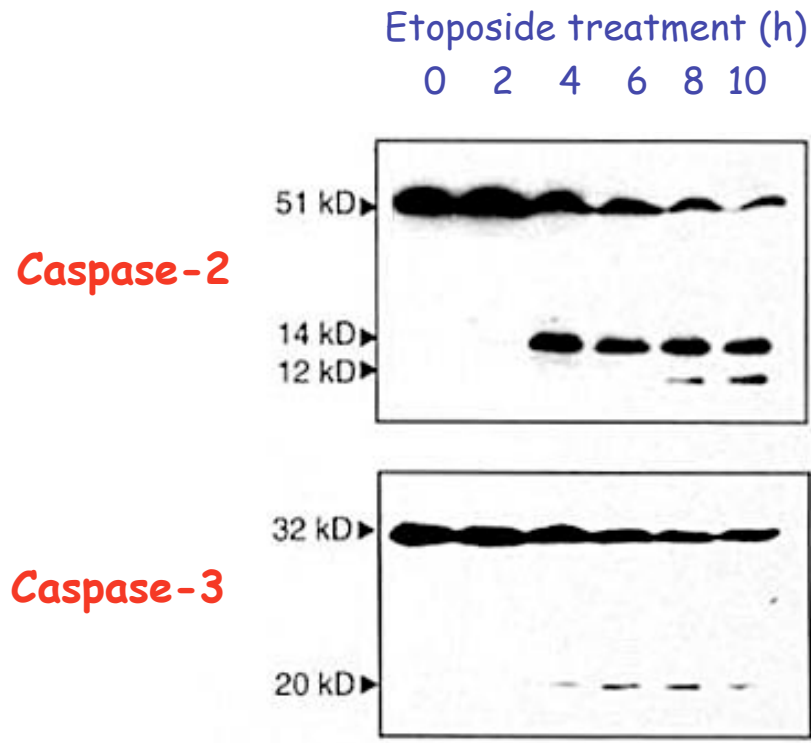 Etoposide treatment (h)
0 2 4 6 8 10
51 kD
Caspase-2
14 kD
12 kD
32 kD
Caspase-3
20 kD